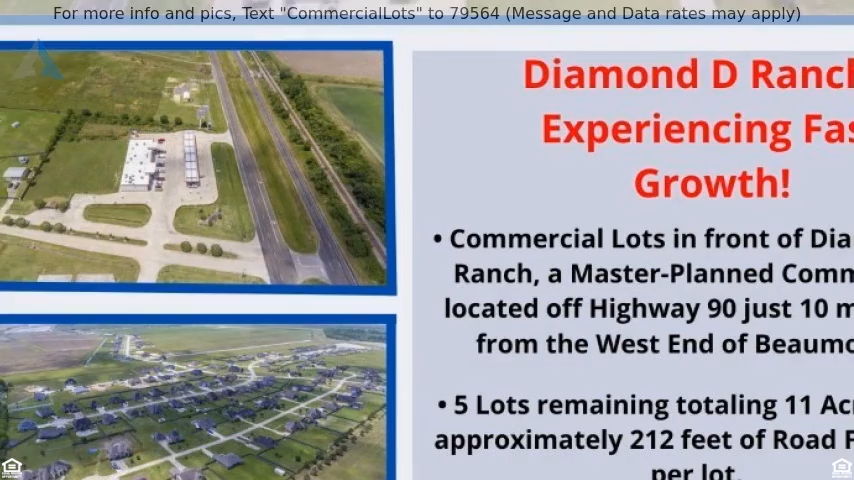 For more info and pics, Text "CommercialLots" to 79564 (Message and Data rates may apply)
Diamond D Ranch
Experiencing Fas
Growth!
• Commercial Lots in front of Dia
Ranch, a Master-Planned Comm
located off Highway 90 just 10 m
from the West End of Beaumo
• 5 Lots remaining totaling 11 Acr
approximately 212 feet of Road F
per lot.